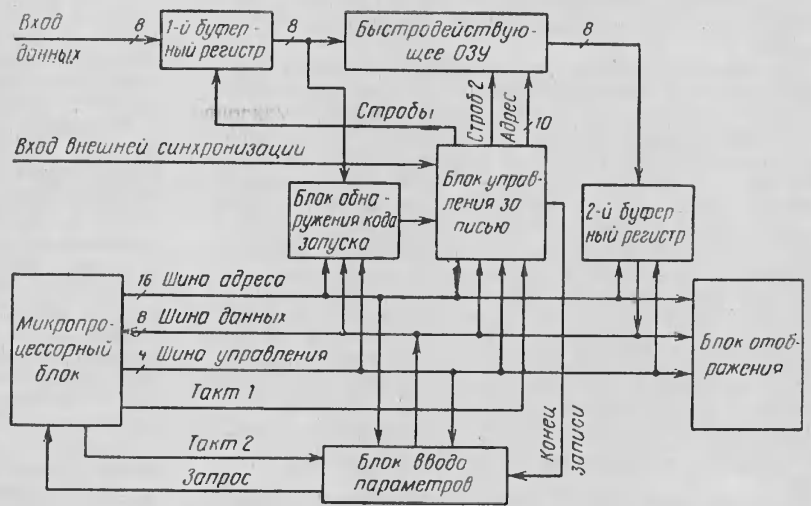 Вход
данных
8
1-й буфер-
ный регистр
8
Быстродействую-
щее ОЗУ
8
Стробы
Строб 2
Адрес
10
Вход внешней синхронизации
Блок обна-
ружения кода
запуска
Блок управ-
ления за
писью
2-й буфер-
ный регистр
16 Шина адреса
8 Шина данных
4 Шина управления
Такт 1
Такт 2
Запрос
Микропро-
цессорный
блок
Блок ввода
параметров
Конец
записи
Блок отоб-
ражения